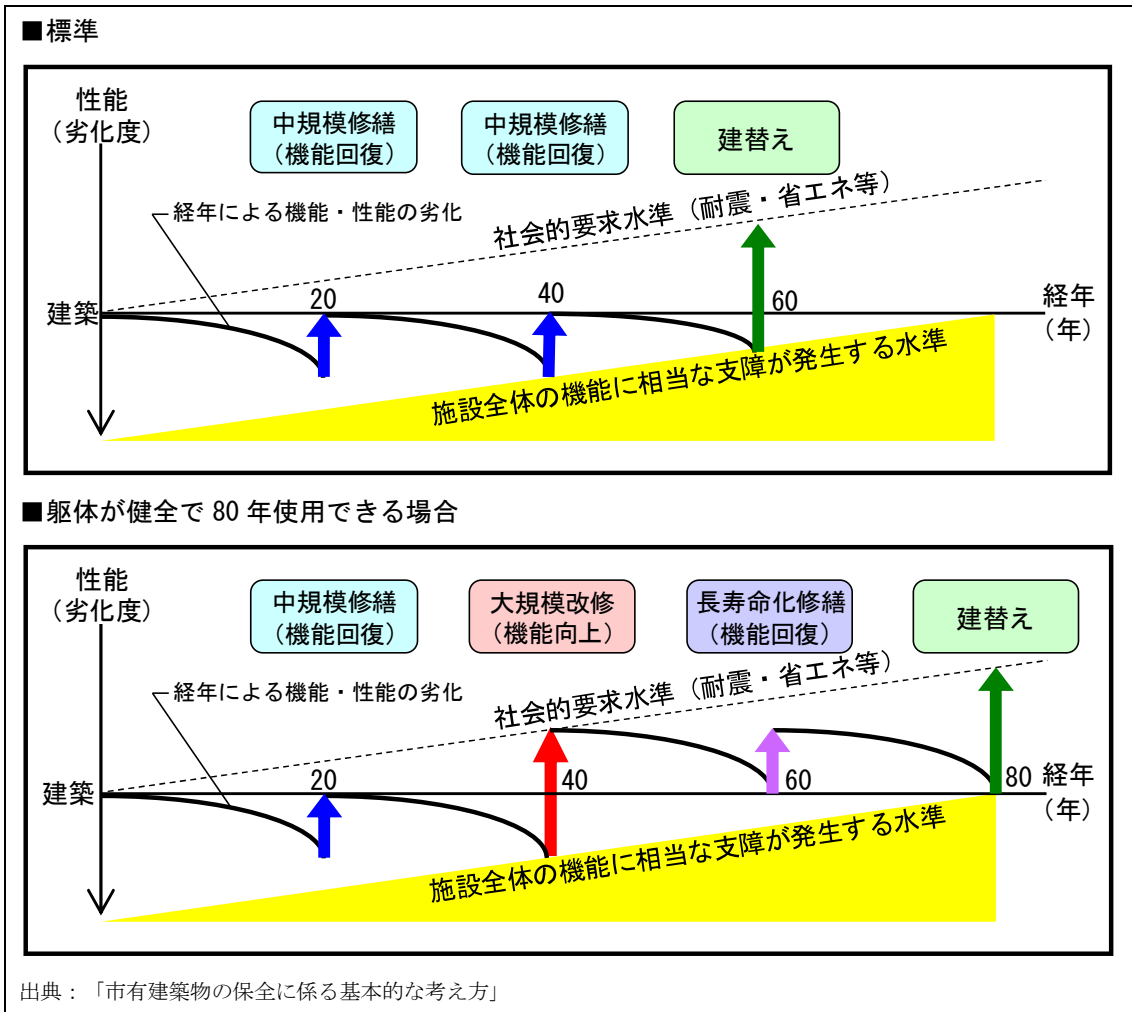 ■標準
性能
(劣化度)
中規模修繕
(機能回復)
中規模修繕
(機能回復)
建替え
経年による機能・性能の劣化
社会的要求水準(耐震・省エネ等)
建築
20
40
60
経年
(年)
施設全体の機能に相当な支障が発生する水準
■躯体が健全で 80 年使用できる場合
性能
(劣化度)
中規模修繕
(機能回復)
大規模改修
(機能向上)
長寿命化修繕
(機能回復)
建替え
経年による機能・性能の劣化
社会的要求水準(耐震・省エネ等)
建築
20
40
60
80
経年
(年)
施設全体の機能に相当な支障が発生する水準
出典:「市有建築物の保全に係る基本的な考え方」